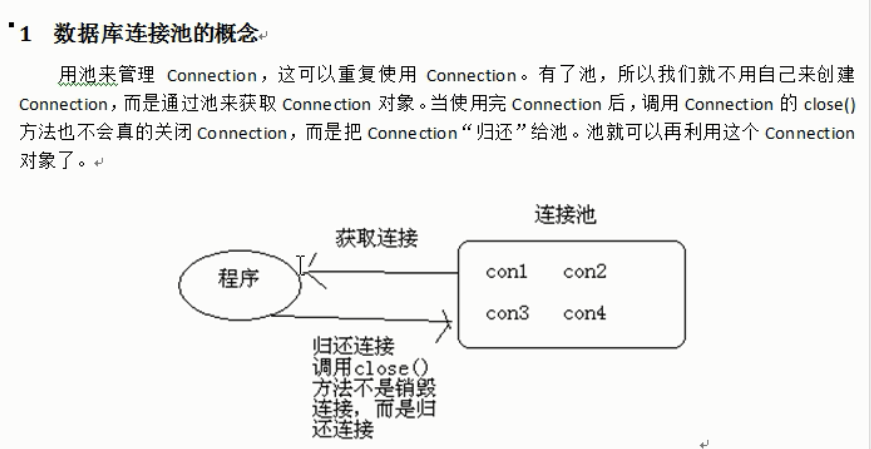 1 数据库连接池的概念
用池来管理 Connection，这可以重复使用 Connection。有了池，所以我们就不用自己来创建
Connection，而是通过池来获取 Connection 对象。当使用完 Connection 后，调用 Connection 的 close()
方法也不会真的关闭 Connection，而是把 Connection“归还”给池。池就可以再利用这个 Connection
对象了。
连接池
获取连接
程序
con1 con2
con3 con4
归还连接
调用close()
方法不是销毁
连接，而是归
还连接